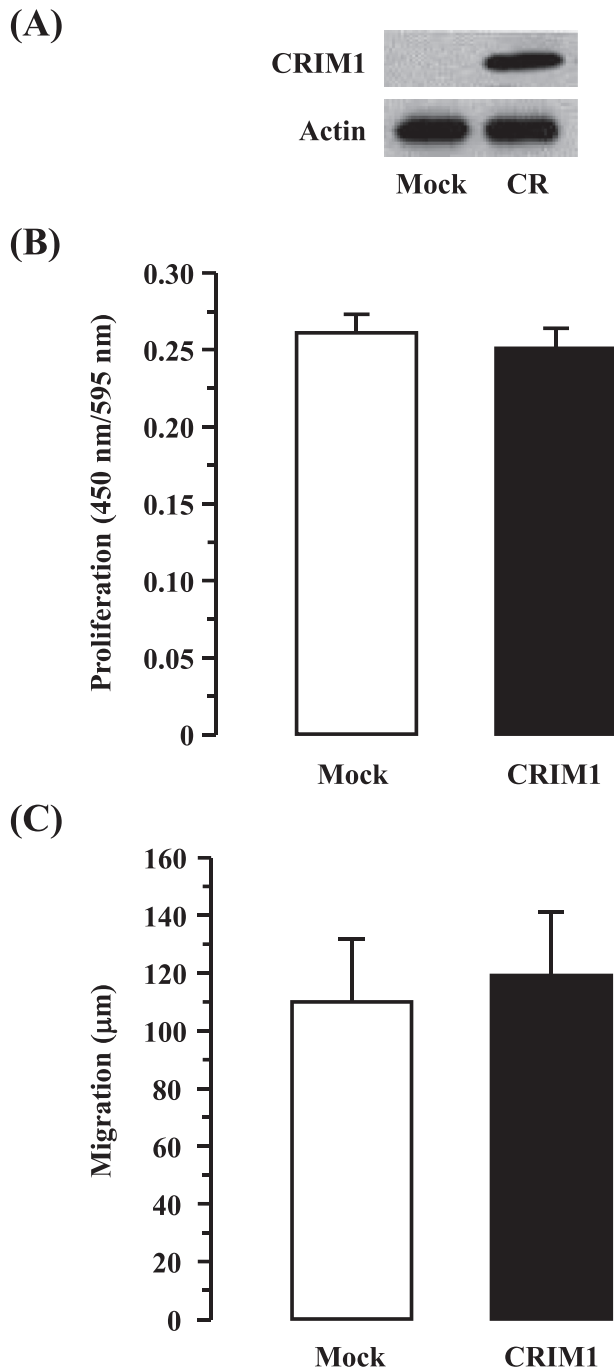 (A)
CRIM1
Actin
Mock CR
(B)
Proliferation (450 nm/595 nm)
0.30
0.25
0.20
0.15
0.10
0.05
0
Mock CRIM1
(C)
Migration (μm)
160
140
120
100
80
60
40
20
0
Mock CRIM1